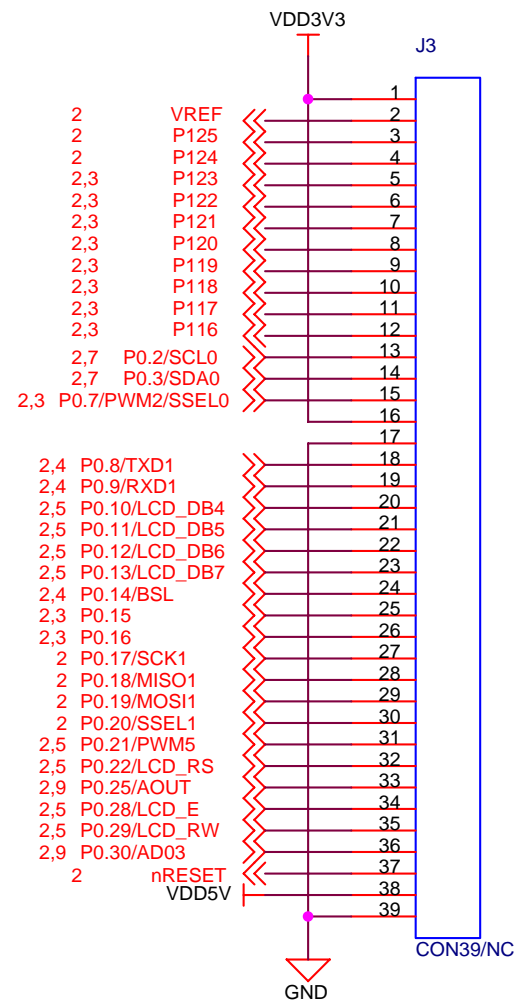 VDD3V3
J3
1
2 VREF 2
2 P125 3
2 P124 4
2,3 P123 5
2,3 P122 6
2,3 P121 7
2,3 P120 8
2,3 P119 9
2,3 P118 10
2,3 P117 11
2,3 P116 12
2,7 P0.2/SCL0 13
2,7 P0.3/SDA0 14
2,3 P0.7/PWM2/SSEL0 15
16
17
2,4 P0.8/TXD1 18
2,4 P0.9/RXD1 19
2,5 P0.10/LCD_DB4 20
2,5 P0.11/LCD_DB5 21
2,5 P0.12/LCD_DB6 22
2,5 P0.13/LCD_DB7 23
2,4 P0.14/BSL 24
2,3 P0.15 25
2,3 P0.16 26
2 P0.17/SCK1 27
2 P0.18/MISO1 28
2 P0.19/MOSI1 29
2 P0.20/SSEL1 30
2,5 P0.21/PWM5 31
2,5 P0.22/LCD_RS 32
2,9 P0.25/AOUT 33
2,5 P0.28/LCD_E 34
2,5 P0.29/LCD_RW 35
2,9 P0.30/AD03 36
2 nRESET 37
VDD5V 38
39
CON39/NC
GND